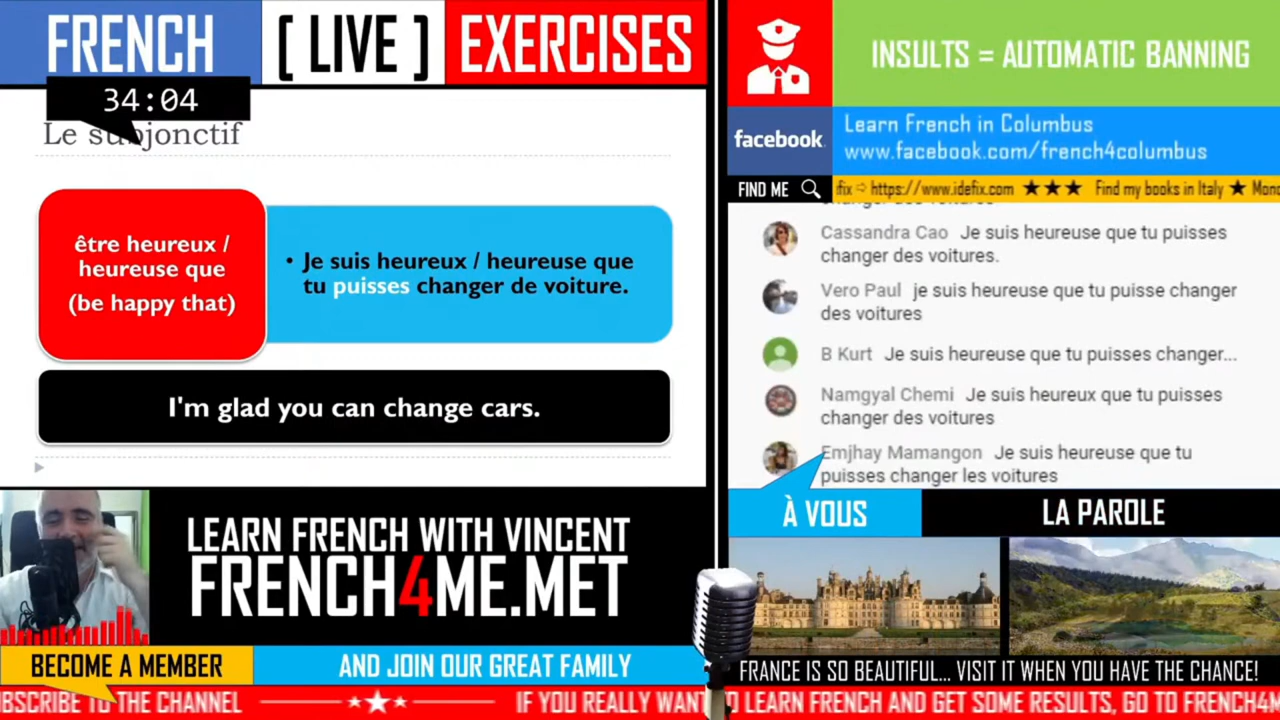 FRENCH [ LIVE ] EXERCISES
34:04
Le subjonctif
être heureux /
heureuse que
(be happy that)
• Je suis heureux / heureuse que
tu puisses changer de voiture.
I'm glad you can change cars.
LEARN FRENCH WITH VINCENT
FRENCH4ME.MET
BECOME A MEMBER
AND JOIN OUR GREAT FAMILY
INSULTS = AUTOMATIC BANNING
facebook
Learn French in Columbus
www.facebook.com/french4columbus
FIND ME
fix ⇨ https://www.idefix.com ★★★ Find my books in Italy ★ Mond
Cassandra Cao Je suis heureuse que tu puisses
changer des voitures.
Vero Paul je suis heureuse que tu puisse changer
des voitures
B Kurt Je suis heureuse que tu puisses changer...
Namgyal Chemi Je suis heureux que tu puisses
changer des voitures
Emjhay Mamangon Je suis heureuse que tu
puisses changer les voitures
À VOUS
LA PAROLE
FRANCE IS SO BEAUTIFUL... VISIT IT WHEN YOU HAVE THE CHANCE!
THE CHANNEL ★ IF YOU REALLY WANT TO LEARN FRENCH AND GET SOME RESULTS, GO TO FRENCH4M